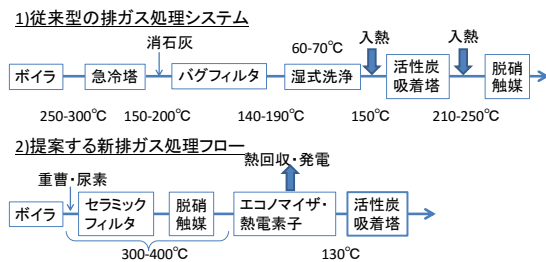 1)従来型の排ガス処理システム
消石灰
60-70℃
入熱
入熱
ボイラ
急冷塔
バグフィルタ
湿式洗浄
活性炭
吸着塔
脱硝
触媒
250-300℃
150-200℃
140-190℃
150℃
210-250℃
2)提案する新排ガス処理フロー
熱回収・発電
重曹・尿素
ボイラ
セラミック
フィルタ
脱硝
触媒
エコノマイザ・
熱電素子
活性炭
吸着塔
300-400℃
130℃